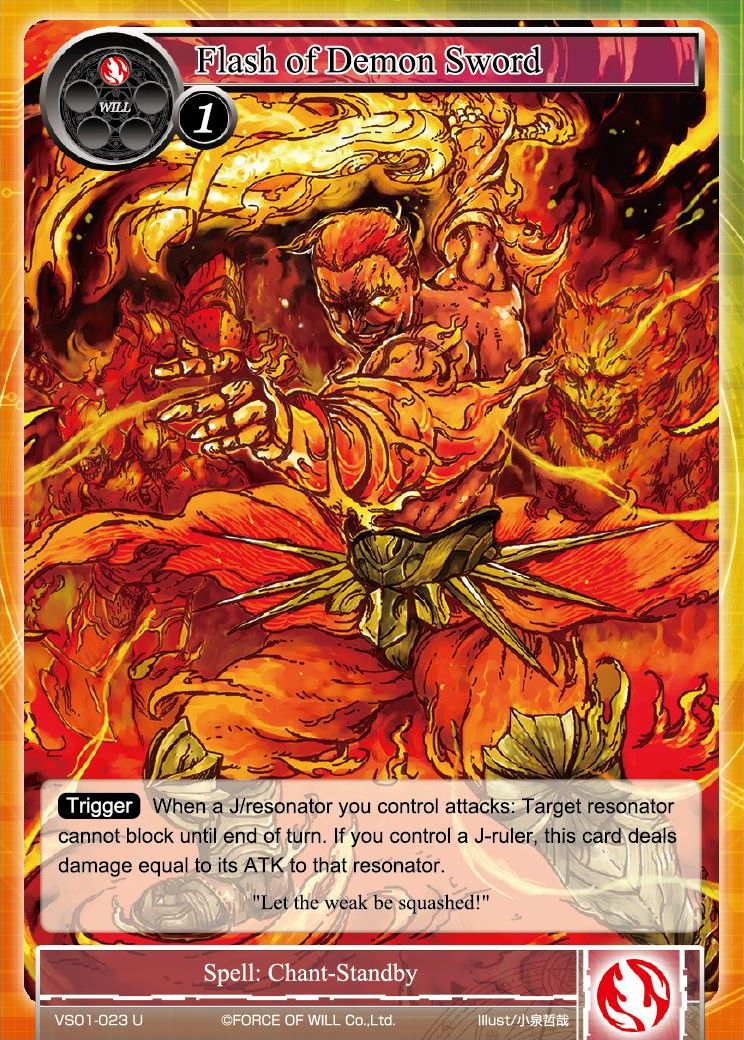 Flash of Demon Sword
WILL
1
Trigger When a J/resonator you control attacks: Target resonator
cannot block until end of turn. If you control a J-ruler, this card deals
damage equal to its ATK to that resonator.
"Let the weak be squashed!"
Spell: Chant-Standby
VS01-023 U ©FORCE OF WILL Co.,Ltd. Illust/小泉哲哉